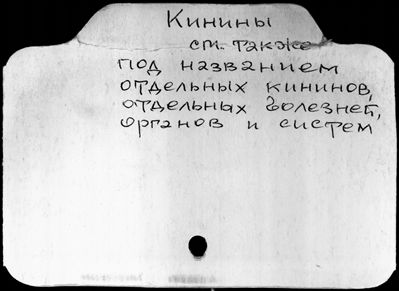 Кинины
см. также
под названием
отдельных кининов,
отдельных болезней,
органов и систем